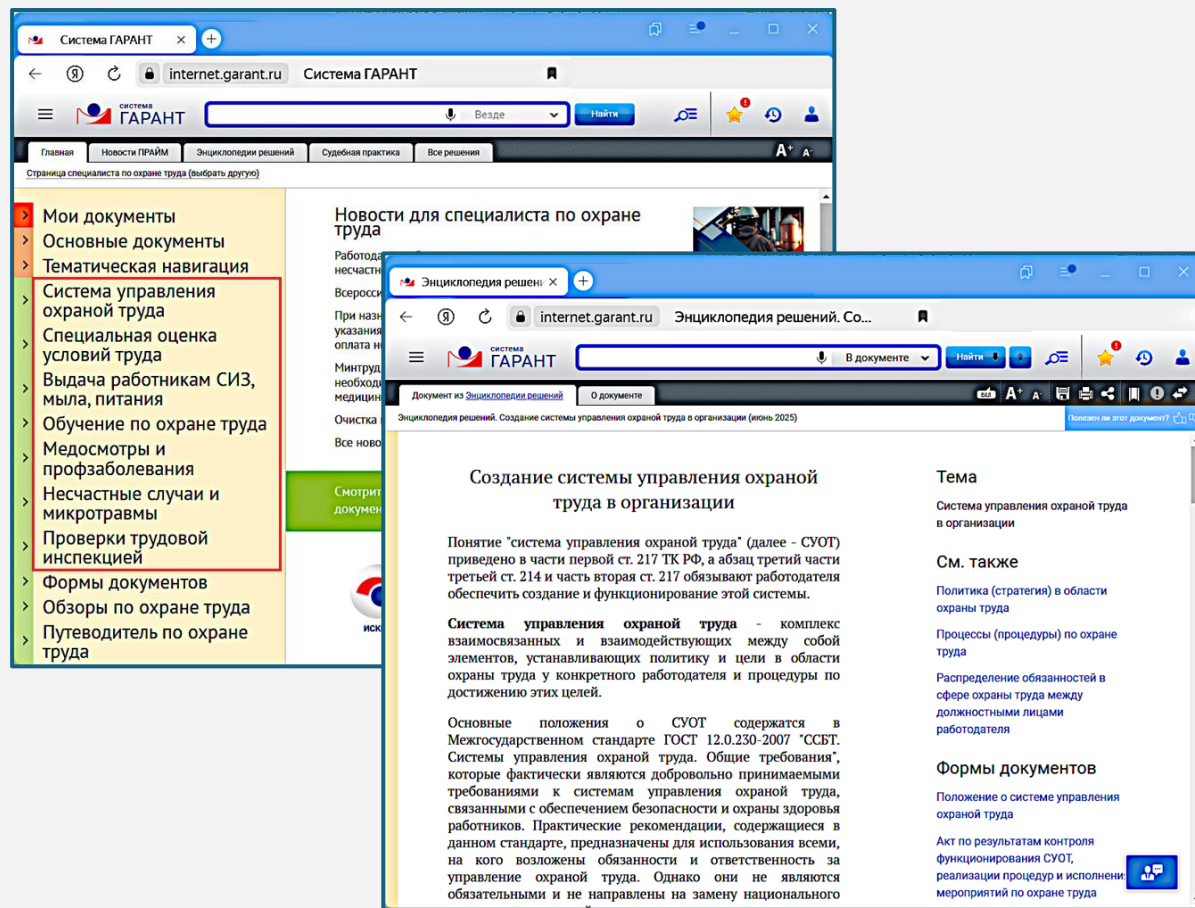 Система ГАРАНТ
internet.garant.ru Система ГАРАНТ
система
ГАРАНТ
Везде
Найти
Главная
Новости ПРАЙМ
Энциклопедии решений
Судебная практика
Все решения
A+ A-
Страница специалиста по охране труда (выбрать другую)
Мои документы
Основные документы
Тематическая навигация
Система управления
охраной труда
Специальная оценка
условий труда
Выдача работникам СИЗ,
мыла, питания
Обучение по охране труда
Медосмотры и
профзаболевания
Несчастные случаи и
микротравмы
Проверки трудовой
инспекцией
Формы документов
Обзоры по охране труда
Путеводитель по охране
труда
Новости для специалиста по охране
труда
При
указания
оплата
Минтруд
Очистка
Все
Энциклопедия
internet.garant.ru Энциклопедия решений. Со...
система
ГАРАНТ
В документе
Найти
Документ из Энциклопедии решений
О документе
A+ A-
Энциклопедия решений. Создание системы управления охраной труда в организации (июнь 2025)
Полезен ли этот документ?
Создание системы управления охраной
труда в организации
Понятие "система управления охраной труда" (далее - СУОТ)
приведено в части первой ст. 217 ТК РФ, а абзац третий части
третьей ст. 214 и часть вторая ст. 217 обязывают работодателя
обеспечить создание и функционирование этой системы.
Система управления охраной труда - комплекс
взаимосвязанных и взаимодействующих между собой
элементов, устанавливающих политику и цели в области
охраны труда у конкретного работодателя и процедуры по
достижению этих целей.
Основные положения о СУОТ содержатся в
Межгосударственном стандарте ГОСТ 12.0.230-2007 "ССБТ.
Системы управления охраной труда. Общие требования",
которые фактически являются добровольно принимаемыми
требованиями к системам управления охраной труда,
связанными с обеспечением безопасности и охраны здоровья
работников. Практические рекомендации, содержащиеся в
данном стандарте, предназначены для использования всеми,
на кого возложены обязанности и ответственность за
управление охраной труда. Однако они не являются
обязательными и не направлены на замену национального
Тема
Система управления охраной труда
в организации
См. также
Политика (стратегия) в области
охраны труда
Процессы (процедуры) по охране
труда
Распределение обязанностей в
сфере охраны труда между
должностными лицами
работодателя
Формы документов
Положение о системе управления
охраной труда
Акт по результатам контроля
функционирования СУОТ,
реализации процедур и
мероприятий по охране труда